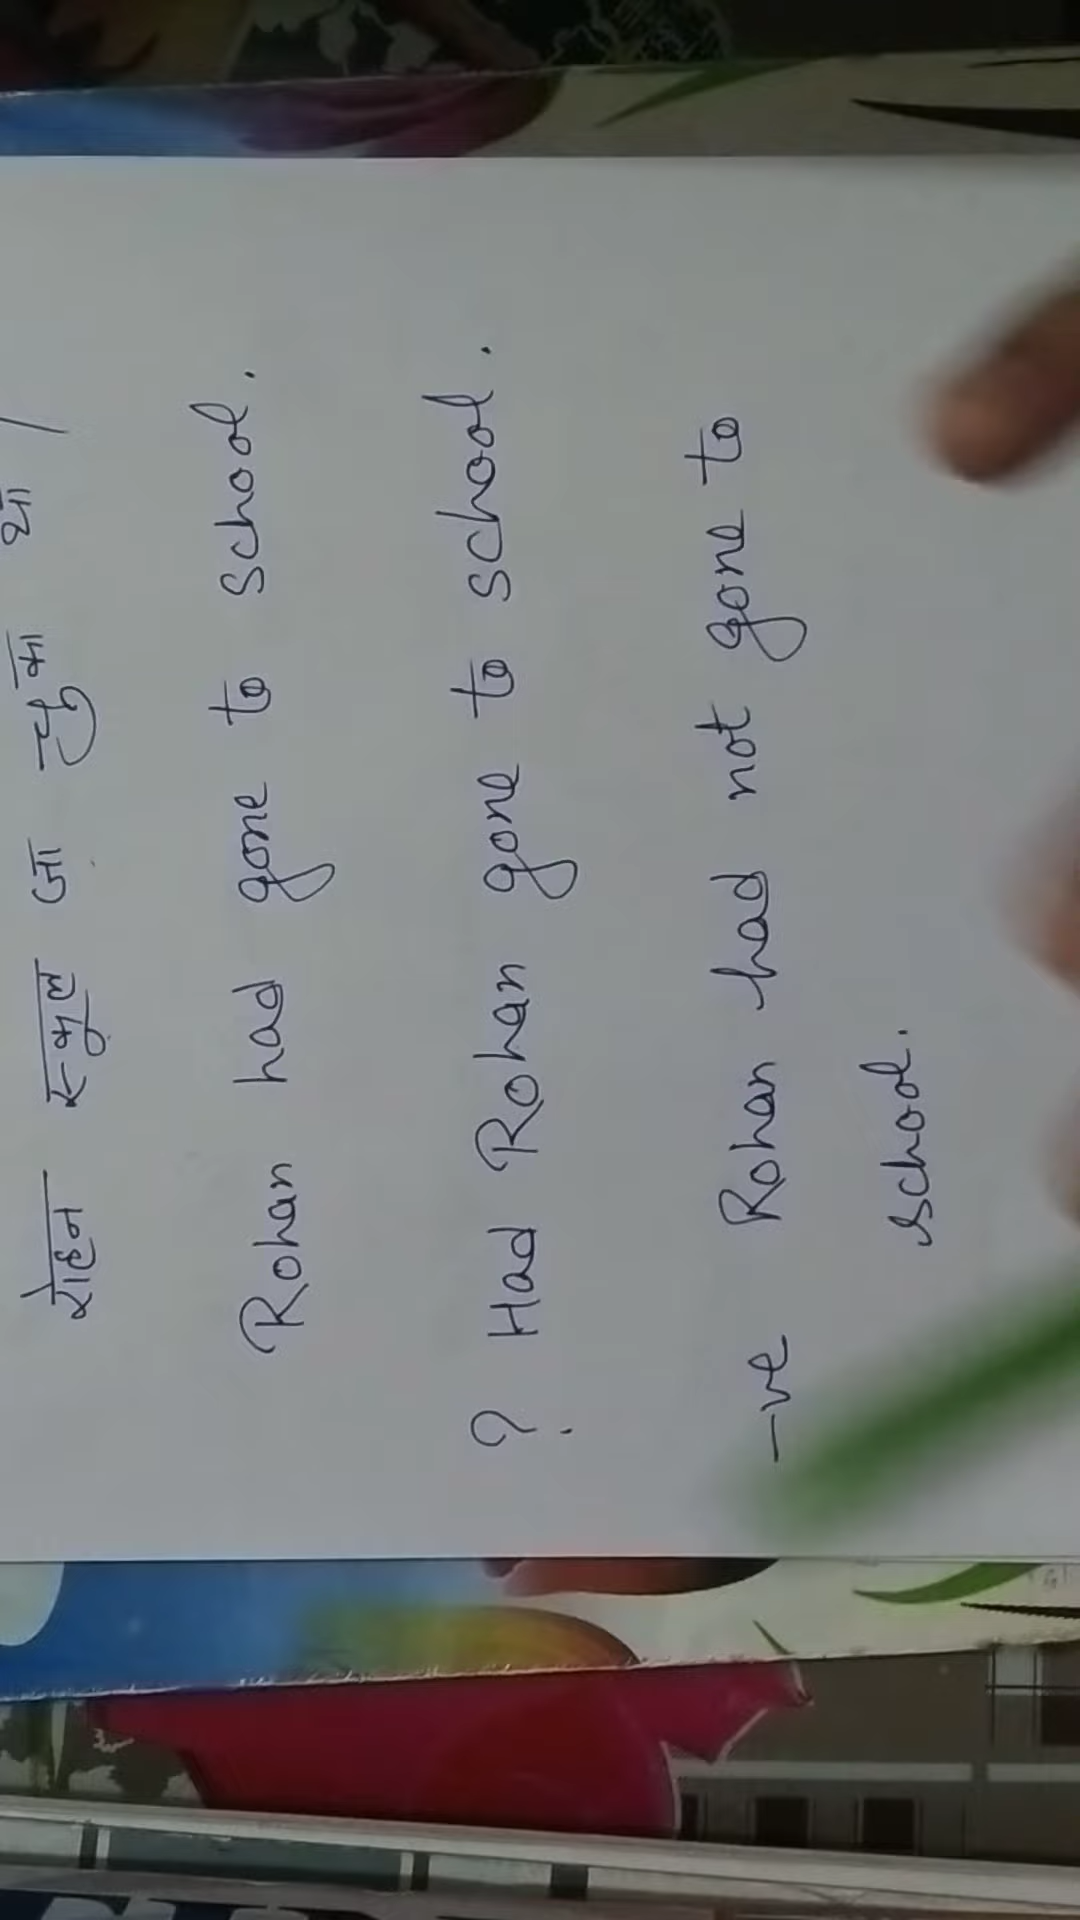 रोहन स्कूल जा चुका था ।
Rohan had gone to school.
? Had Rohan gone to school.
-ve Rohan had not gone to
school.